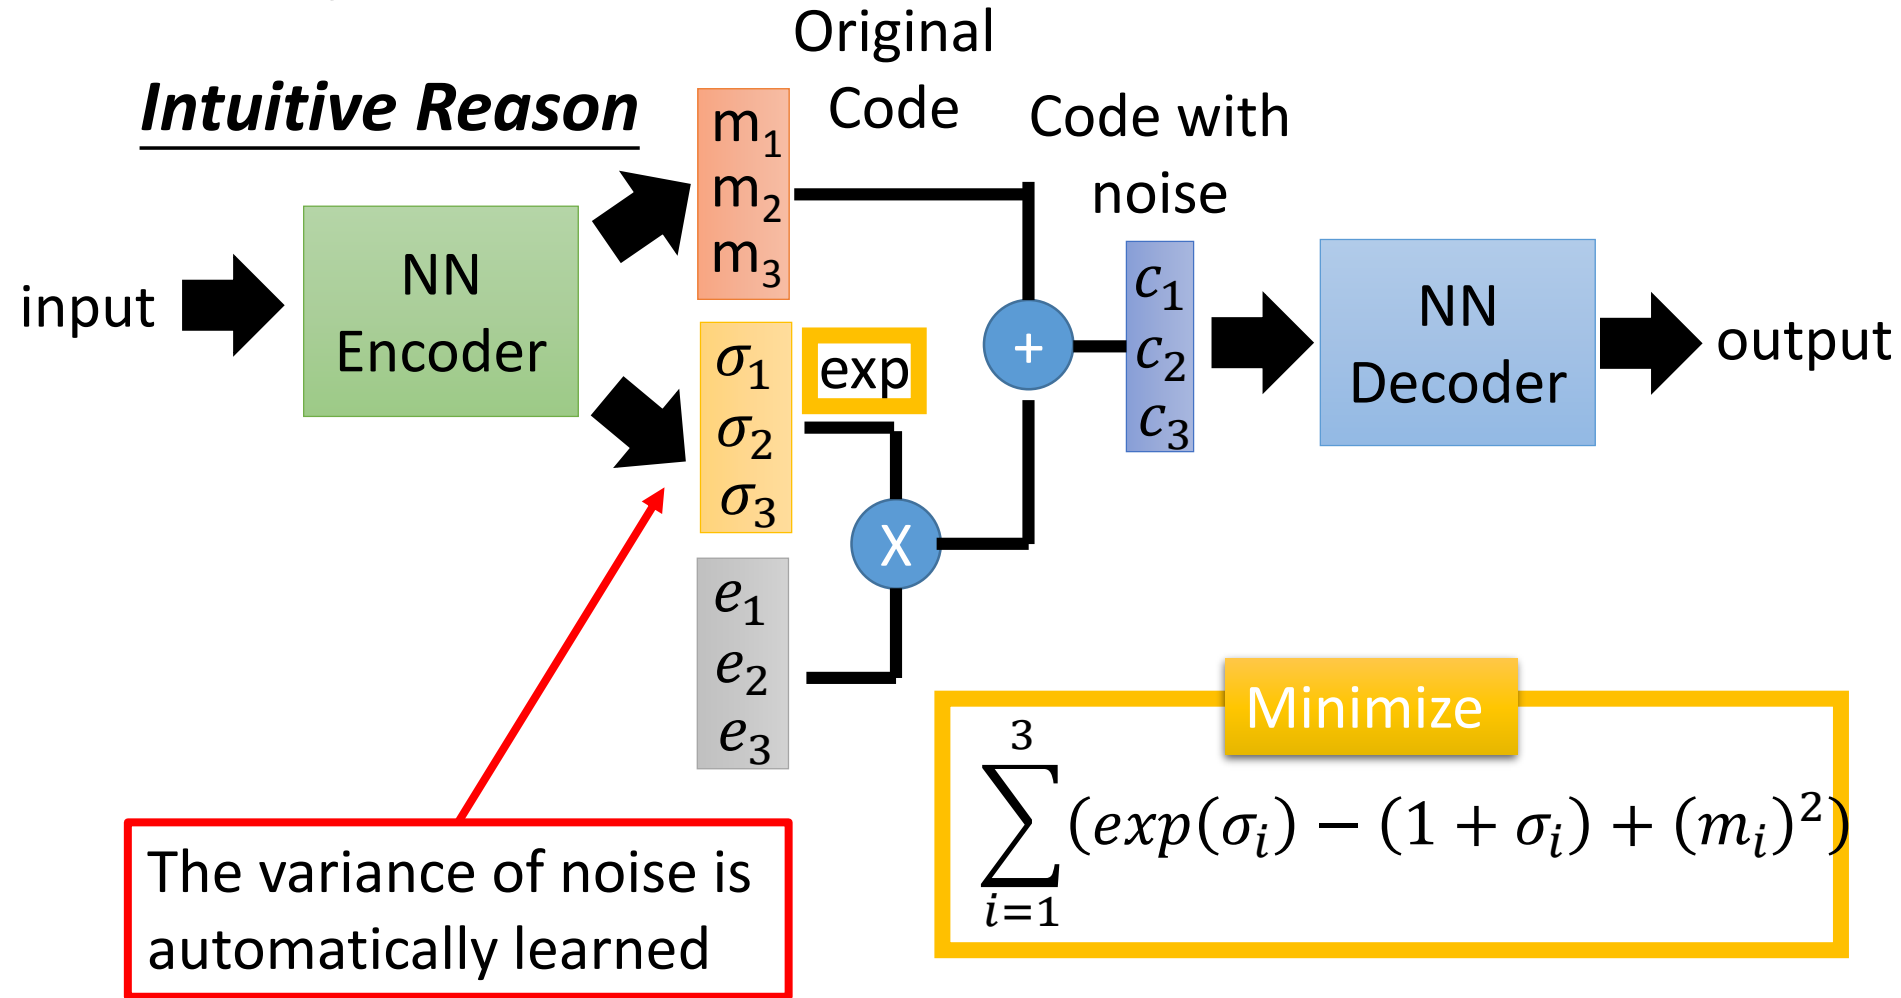 Intuitive Reason
Original
Code
Code with
noise
input
NN
Encoder
m₁
m₂
m₃
σ₁
σ₂
σ₃
exp
e₁
e₂
e₃
X
+
c₁
c₂
c₃
NN
Decoder
output
The variance of noise is
automatically learned
Minimize
∑_{i=1}^{3} (exp(σᵢ) − (1 + σᵢ) + (mᵢ)²)